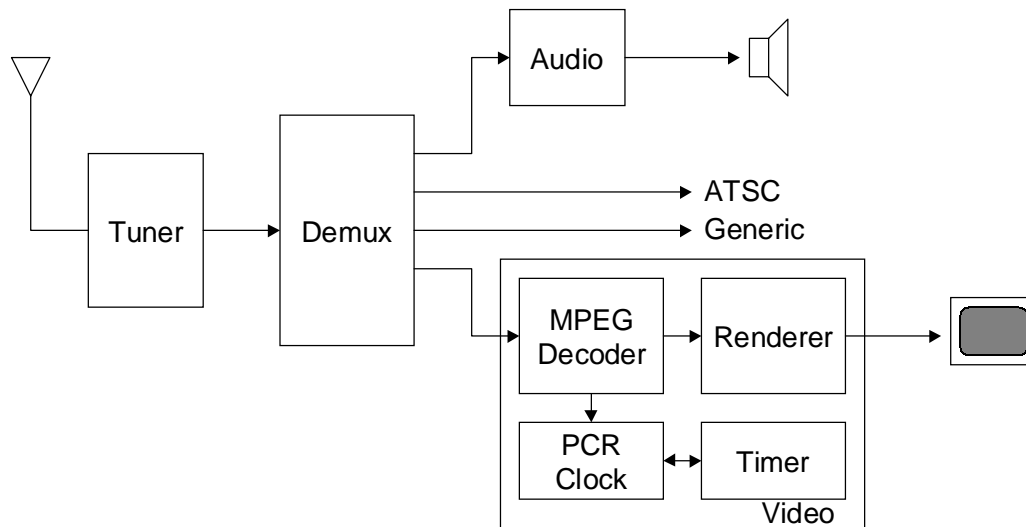 Audio
ATSC
Tuner
Demux
Generic
MPEG
Decoder
Renderer
PCR
Clock
Timer
Video